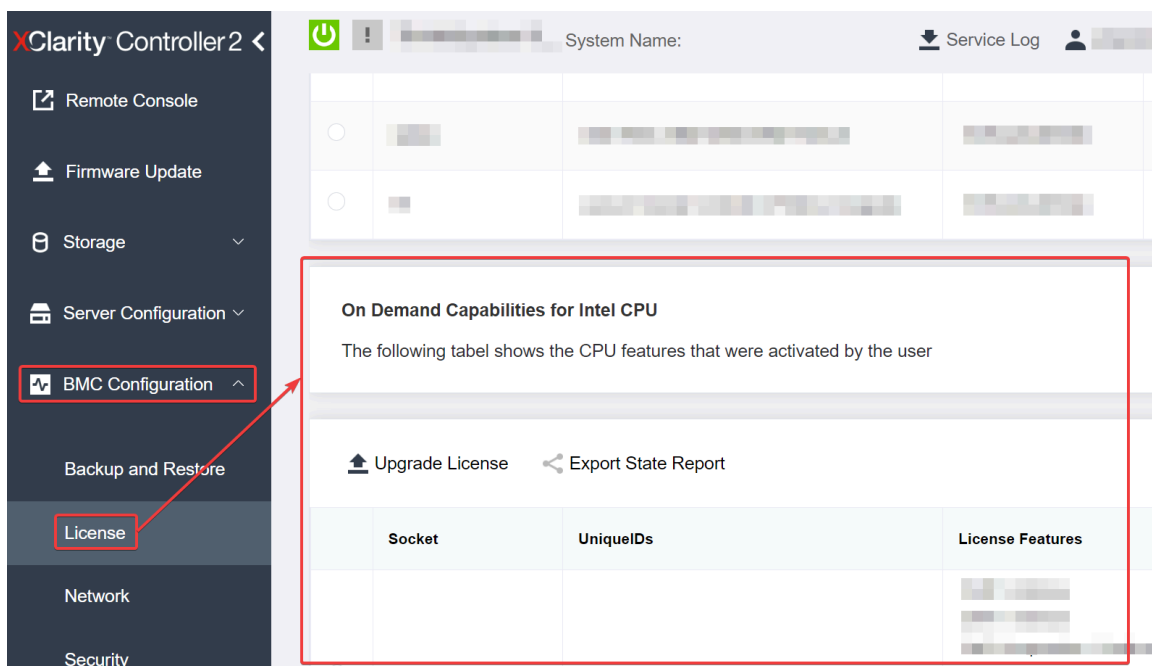 XClarity Controller 2
System Name:
Service Log
Remote Console
Firmware Update
Storage
Server Configuration
BMC Configuration
Backup and Restore
License
Network
Security
On Demand Capabilities for Intel CPU
The following tabel shows the CPU features that were activated by the user
Upgrade License
Export State Report
Socket
UniqueIDs
License Features